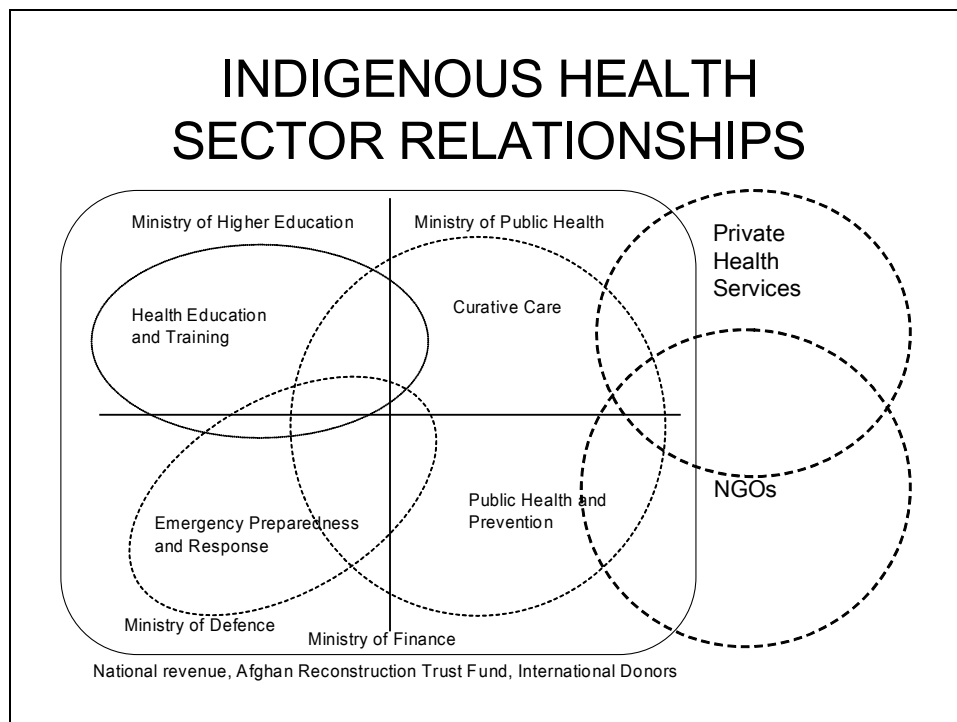 INDIGENOUS HEALTH
SECTOR RELATIONSHIPS
Ministry of Higher Education
Ministry of Public Health
Private
Health
Services
Health Education
and Training
Curative Care
NGOs
Emergency Preparedness
and Response
Public Health and
Prevention
Ministry of Defence
Ministry of Finance
National revenue, Afghan Reconstruction Trust Fund, International Donors